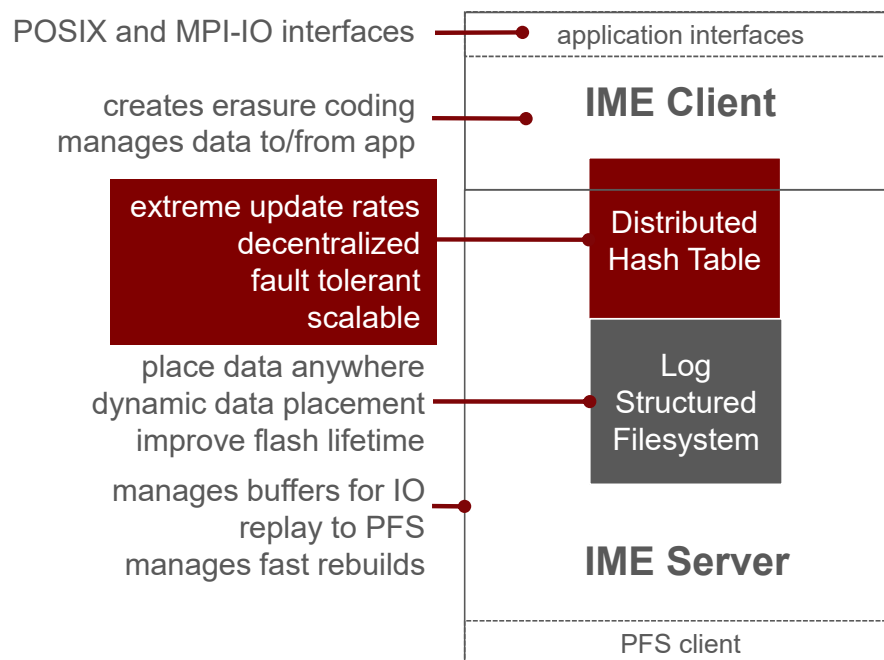 POSIX and MPI-IO interfaces
application interfaces
IME Client
creates erasure coding
manages data to/from app
extreme update rates
decentralized
fault tolerant
scalable
Distributed
Hash Table
place data anywhere
dynamic data placement
improve flash lifetime
Log
Structured
Filesystem
manages buffers for IO
replay to PFS
manages fast rebuilds
IME Server
PFS client